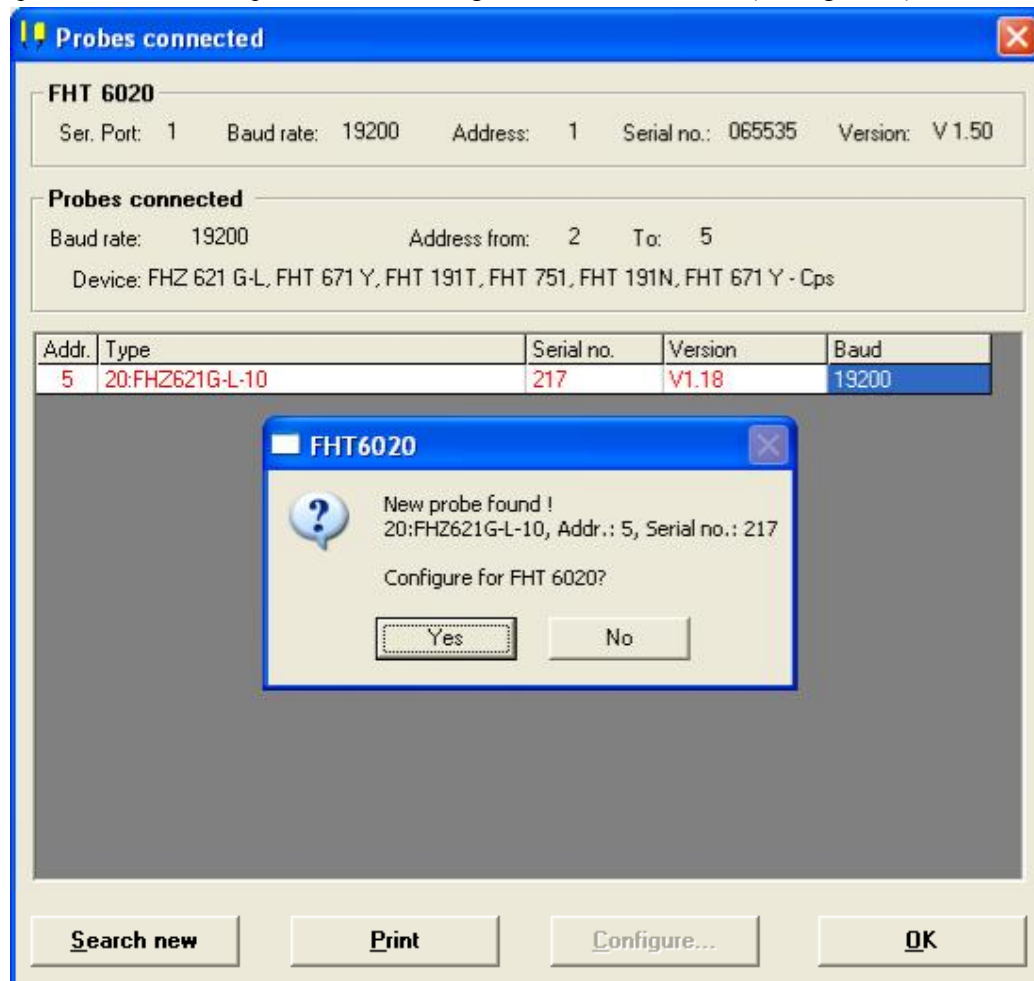 Probes connected
FHT 6020
Ser. Port: 1 Baud rate: 19200 Address: 1 Serial no.: 065535 Version: V 1.50
Probes connected
Baud rate: 19200 Address from: 2 To: 5
Device: FHZ 621 G-L, FHT 671 Y, FHT 191T, FHT 751, FHT 191N, FHT 671 Y - Cps
Addr. Type Serial no. Version Baud
5 20:FHZ621G-L-10 217 V1.18 19200
FHT6020
New probe found !
20:FHZ621G-L-10, Addr.: 5, Serial no.: 217
Configure for FHT 6020?
Yes No
Search new Print Configure... OK